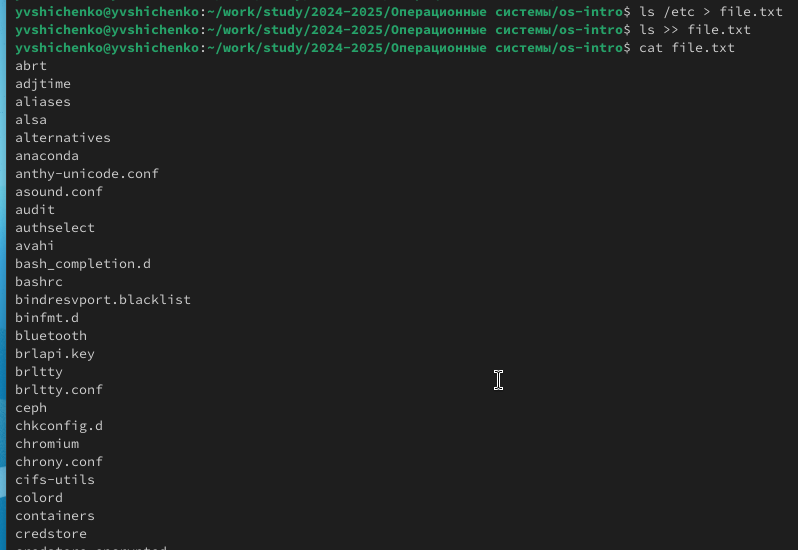 yvshichenko@yvshichenko:~/work/study/2024-2025/Операционные системы/os-intro$ ls /etc > file.txt
yvshichenko@yvshichenko:~/work/study/2024-2025/Операционные системы/os-intro$ ls >> file.txt
yvshichenko@yvshichenko:~/work/study/2024-2025/Операционные системы/os-intro$ cat file.txt
abrt
adjtime
aliases
alsa
alternatives
anaconda
anthy-unicode.conf
asound.conf
audit
authselect
avahi
bash_completion.d
bashrc
bindresvport.blacklist
binfmt.d
bluetooth
brlapi.key
brltty
brltty.conf
ceph
chkconfig.d
chromium
chrony.conf
cifs-utils
colord
containers
credstore